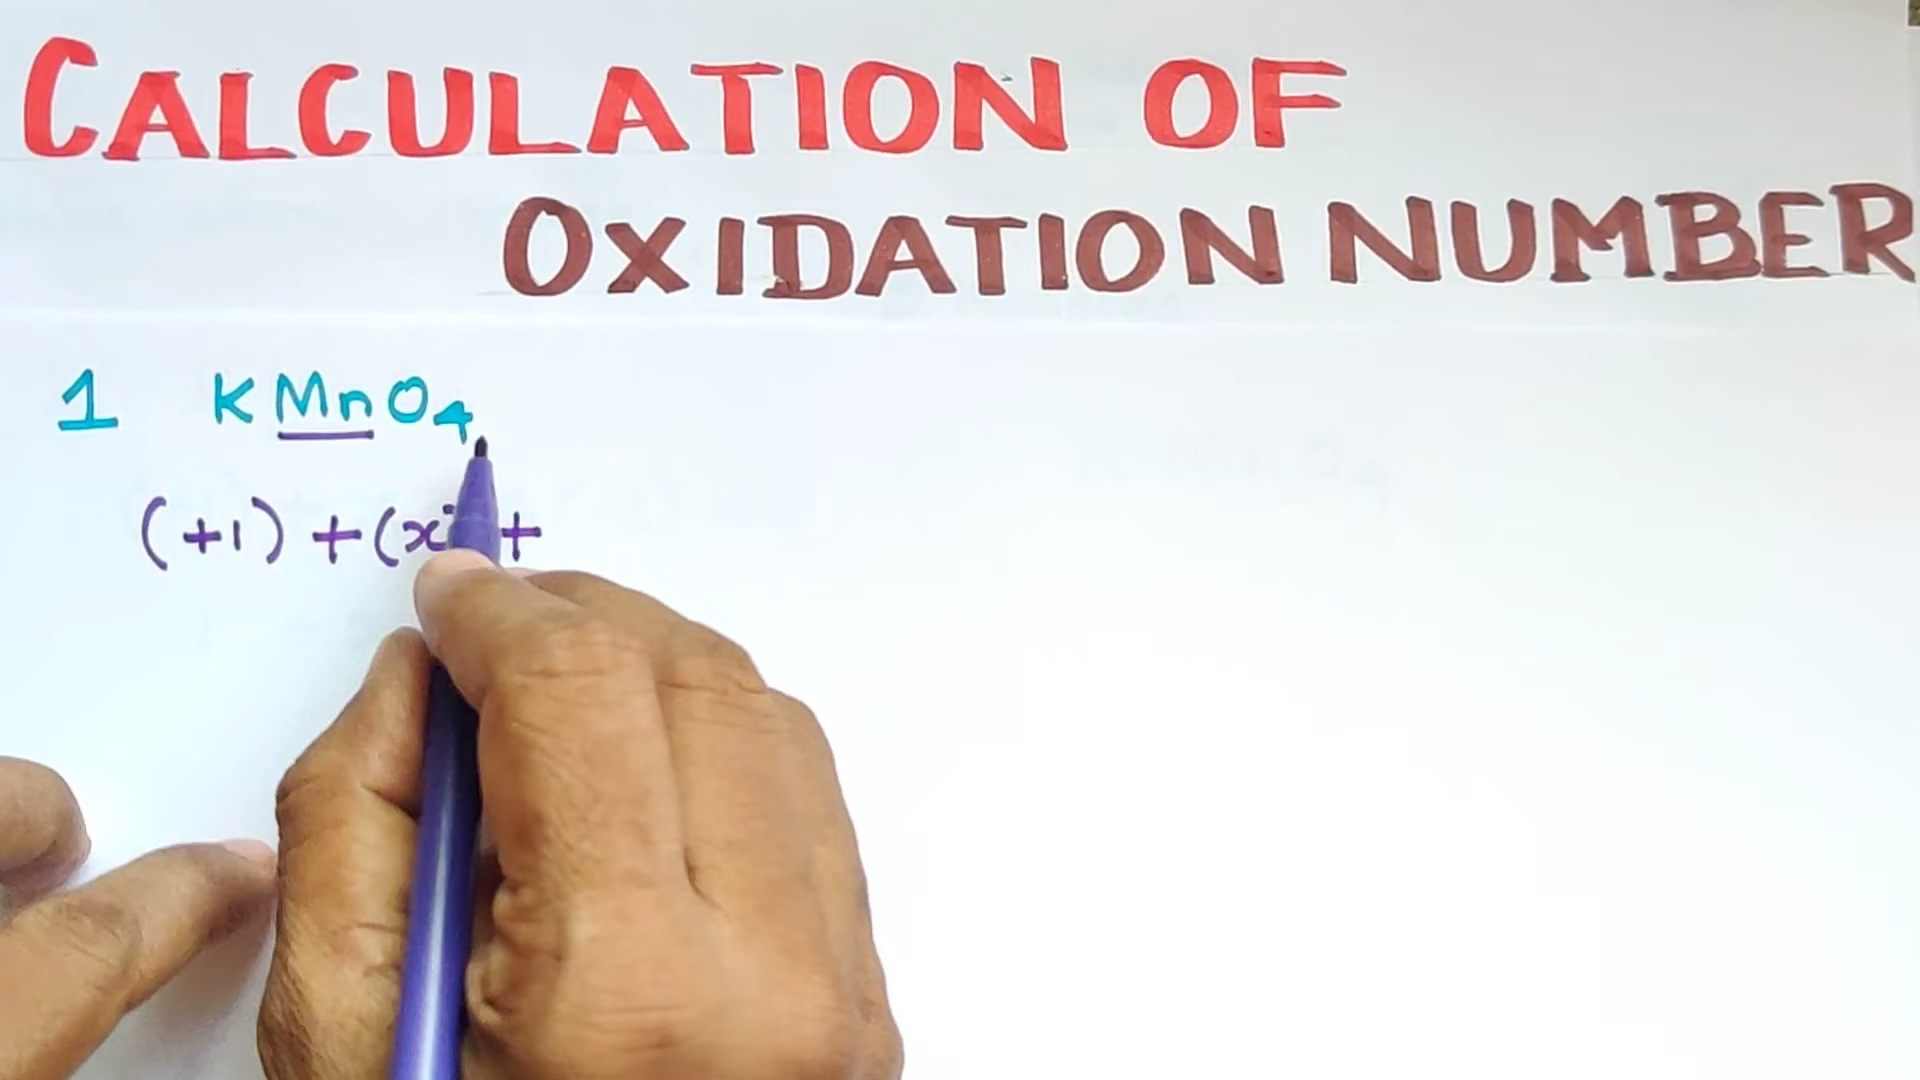 CALCULATION OF
OXIDATION NUMBER
1 KMnO4
(+1) + (x) +